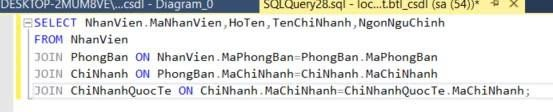 DESKTOP-2MUM8VE\...csdl - Diagram_0
SQLQuery28.sql - loc...t.btl_csdl (sa (54))*
SELECT NhanVien.MaNhanVien,HoTen,TenChiNhanh,NgonNguChinh
FROM NhanVien
JOIN PhongBan ON NhanVien.MaPhongBan=PhongBan.MaPhongBan
JOIN ChiNhanh ON PhongBan.MaChiNhanh=ChiNhanh.MaChiNhanh
JOIN ChiNhanhQuocTe ON ChiNhanh.MaChiNhanh=ChiNhanhQuocTe.MaChiNhanh;